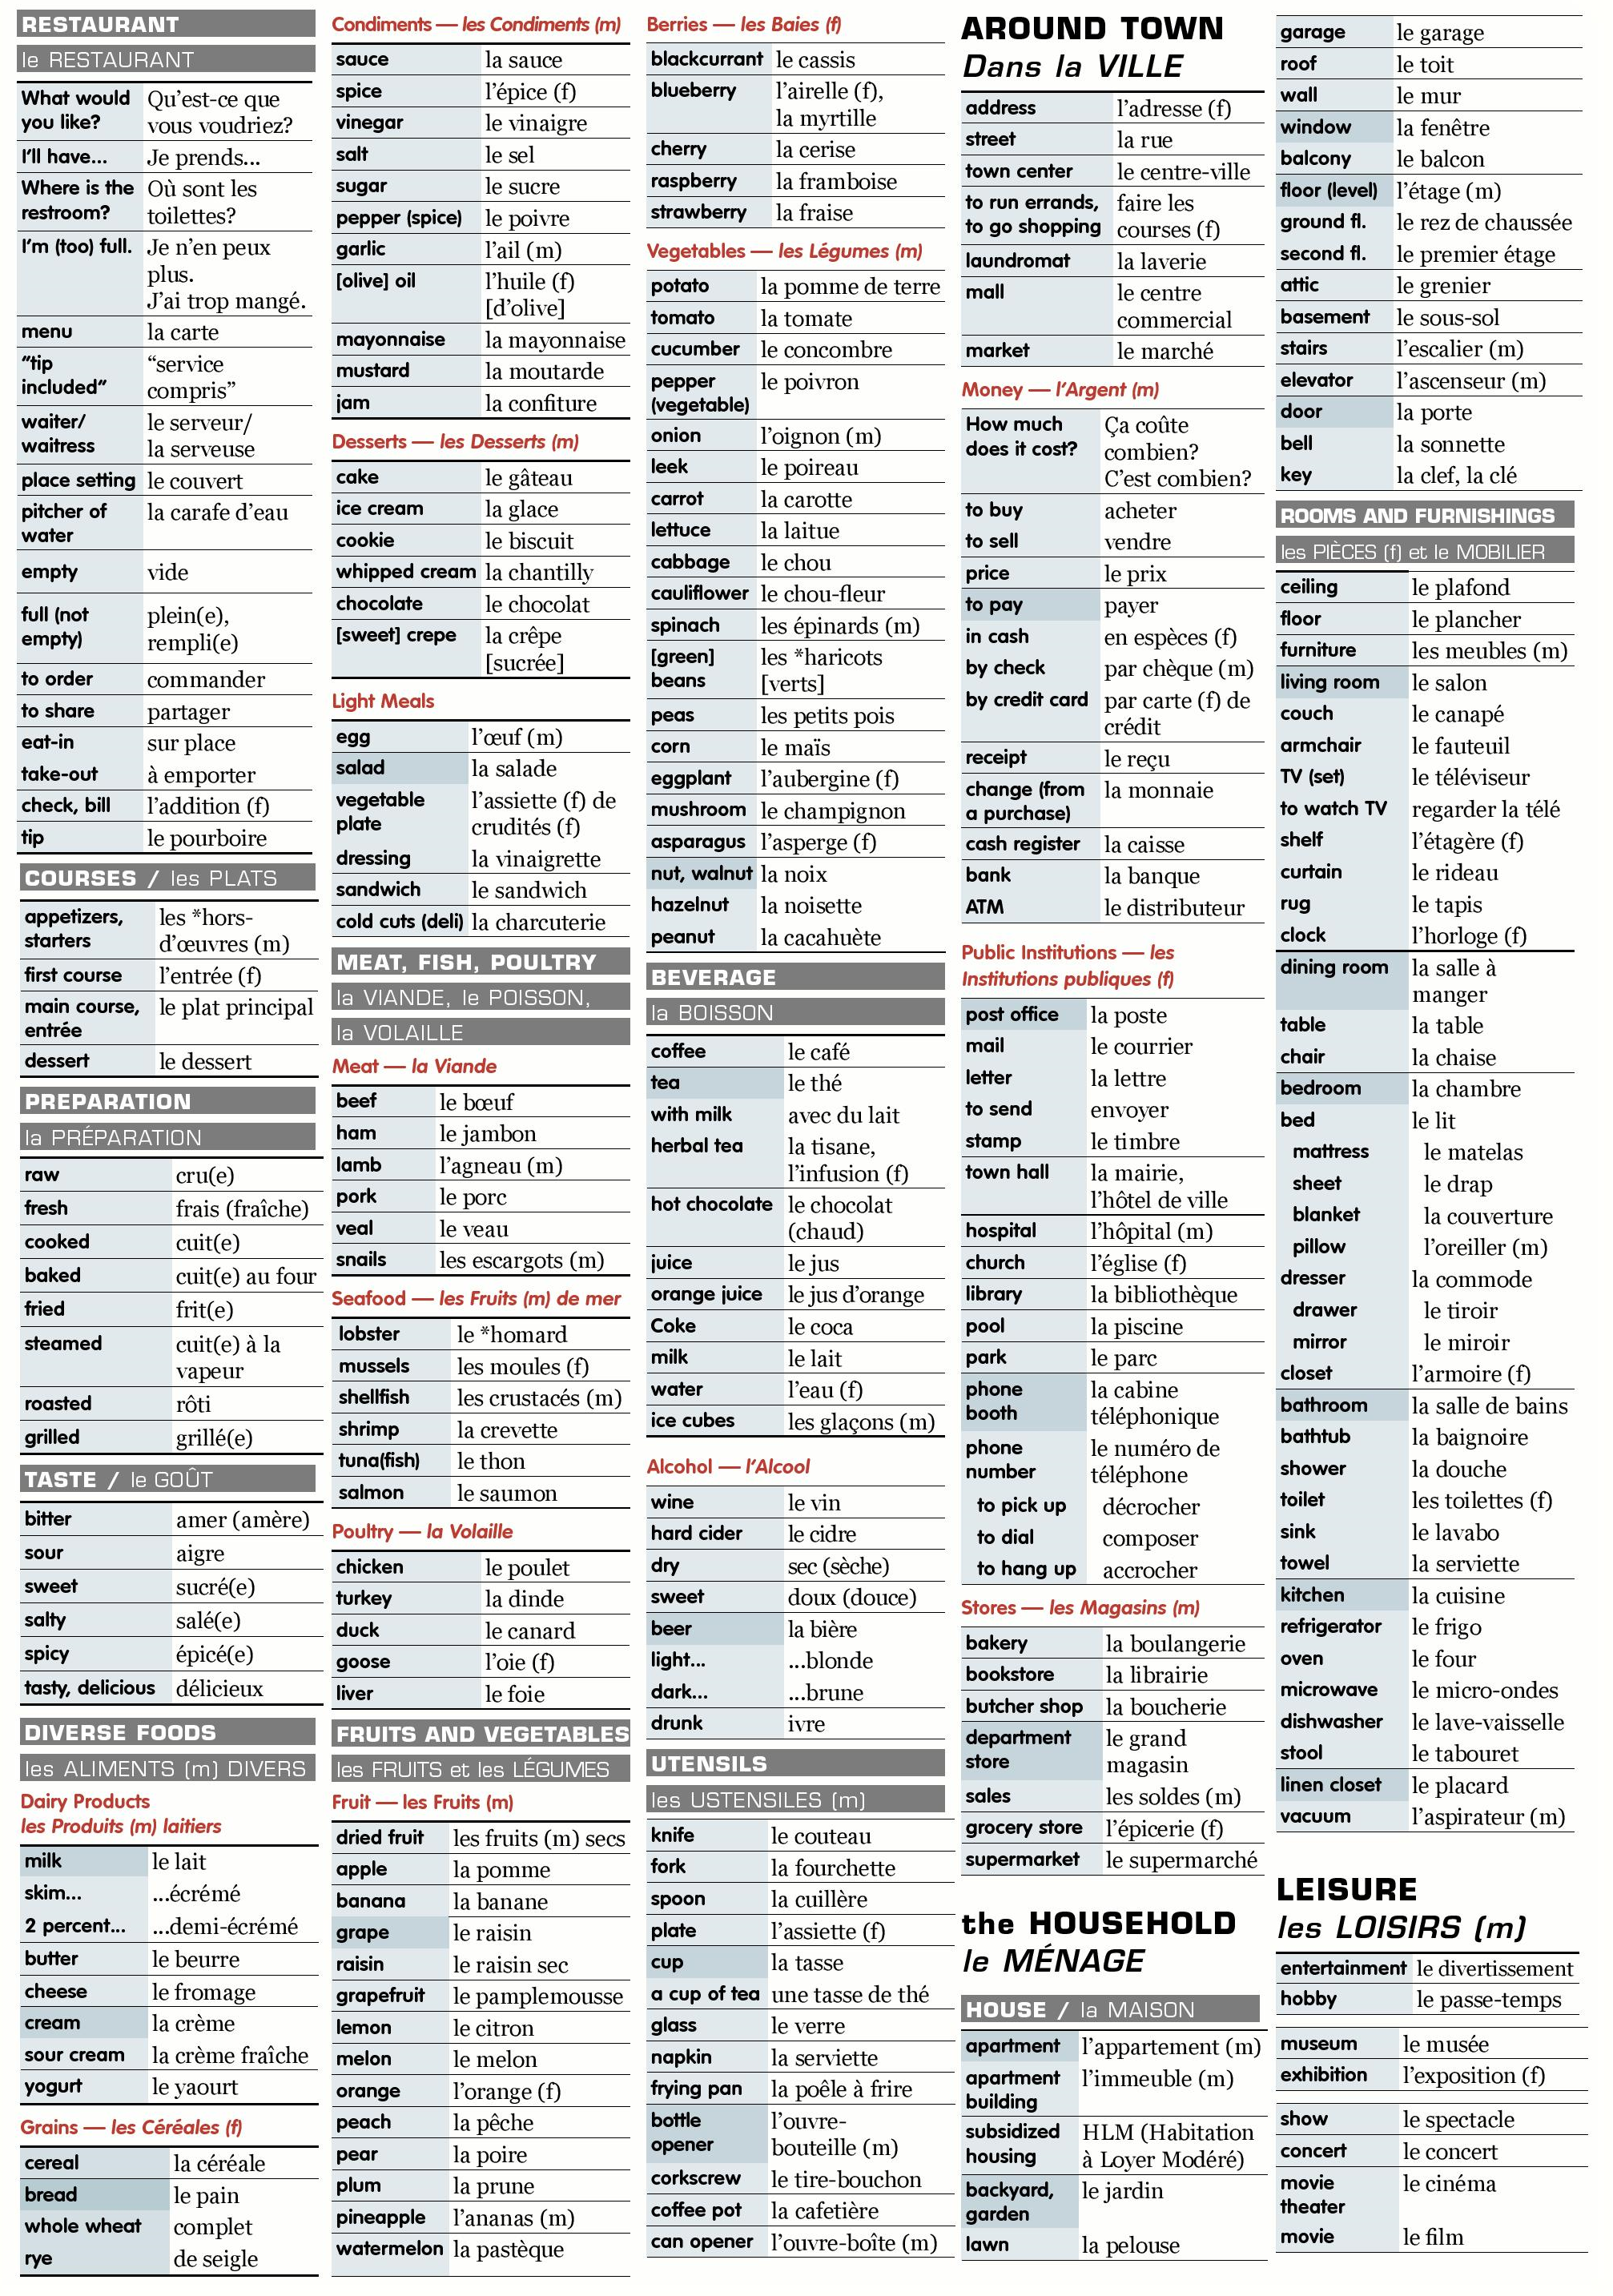 RESTAURANT
le RESTAURANT
What would you like? Qu'est-ce que vous voudriez?
I'll have... Je prends...
Where is the restroom? Où sont les toilettes?
I'm (too) full. Je n'en peux plus. J'ai trop mangé.
menu la carte
"tip included" "service compris"
waiter/ waitress le serveur/ la serveuse
place setting le couvert
pitcher of water la carafe d'eau
empty vide
full (not empty) plein(e), rempli(e)
to order commander
to share partager
eat-in sur place
take-out à emporter
check, bill l'addition (f)
tip le pourboire
COURSES / les PLATS
appetizers, starters les *hors-d'œuvres (m)
first course l'entrée (f)
main course, entrée le plat principal
dessert le dessert
PREPARATION
la PRÉPARATION
raw cru(e)
fresh frais (fraîche)
cooked cuit(e)
baked cuit(e) au four
fried frit(e)
steamed cuit(e) à la vapeur
roasted rôti
grilled grillé(e)
TASTE / le GOÛT
bitter amer (amère)
sour aigre
sweet sucré(e)
salty salé(e)
spicy épicé(e)
tasty, delicious délicieux
DIVERSE FOODS
les ALIMENTS (m) DIVERS
Dairy Products
les Produits (m) laitiers
milk le lait
skim... ...écrémé
2 percent... ...demi-écrémé
butter le beurre
cheese le fromage
cream la crème
sour cream la crème fraîche
yogurt le yaourt
Grains — les Céréales (f)
cereal la céréale
bread le pain
whole wheat complet
rye de seigle
Condiments — les Condiments (m)
sauce la sauce
spice l'épice (f)
vinegar le vinaigre
salt le sel
sugar le sucre
pepper (spice) le poivre
garlic l'ail (m)
[olive] oil l'huile (f) [d'olive]
mayonnaise la mayonnaise
mustard la moutarde
jam la confiture
Desserts — les Desserts (m)
cake le gâteau
ice cream la glace
cookie le biscuit
whipped cream la chantilly
chocolate le chocolat
[sweet] crepe la crêpe [sucrée]
Light Meals
egg l'œuf (m)
salad la salade
vegetable plate l'assiette (f) de crudités (f)
dressing la vinaigrette
sandwich le sandwich
cold cuts (deli) la charcuterie
MEAT, FISH, POULTRY
la VIANDE, le POISSON,
la VOLAILLE
Meat — la Viande
beef le bœuf
ham le jambon
lamb l'agneau (m)
pork le porc
veal le veau
snails les escargots (m)
Seafood — les Fruits (m) de mer
lobster le *homard
mussels les moules (f)
shellfish les crustacés (m)
shrimp la crevette
tuna(fish) le thon
salmon le saumon
Poultry — la Volaille
chicken le poulet
turkey la dinde
duck le canard
goose l'oie (f)
liver le foie
FRUITS AND VEGETABLES
les FRUITS et les LÉGUMES
Fruit — les Fruits (m)
dried fruit les fruits (m) secs
apple la pomme
banana la banane
grape le raisin
raisin le raisin sec
grapefruit le pamplemousse
lemon le citron
melon le melon
orange l'orange (f)
peach la pêche
pear la poire
plum la prune
pineapple l'ananas (m)
watermelon la pastèque
Berries — les Baies (f)
blackcurrant le cassis
blueberry l'airelle (f), la myrtille
cherry la cerise
raspberry la framboise
strawberry la fraise
Vegetables — les Légumes (m)
potato la pomme de terre
tomato la tomate
cucumber le concombre
pepper (vegetable) le poivron
onion l'oignon (m)
leek le poireau
carrot la carotte
lettuce la laitue
cabbage le chou
cauliflower le chou-fleur
spinach les épinards (m)
[green] beans les *haricots [verts]
peas les petits pois
corn le maïs
eggplant l'aubergine (f)
mushroom le champignon
asparagus l'asperge (f)
nut, walnut la noix
hazelnut la noisette
peanut la cacahuète
BEVERAGE
la BOISSON
coffee le café
tea le thé
with milk avec du lait
herbal tea la tisane, l'infusion (f)
hot chocolate le chocolat (chaud)
juice le jus
orange juice le jus d'orange
Coke le coca
milk le lait
water l'eau (f)
ice cubes les glaçons (m)
Alcohol — l'Alcool
wine le vin
hard cider le cidre
dry sec (sèche)
sweet doux (douce)
beer la bière
light... ...blonde
dark... ...brune
drunk ivre
UTENSILS
les USTENSILES (m)
knife le couteau
fork la fourchette
spoon la cuillère
plate l'assiette (f)
cup la tasse
a cup of tea une tasse de thé
glass le verre
napkin la serviette
frying pan la poêle à frire
bottle opener l'ouvre-bouteille (m)
corkscrew le tire-bouchon
coffee pot la cafetière
can opener l'ouvre-boîte (m)
AROUND TOWN
Dans la VILLE
address l'adresse (f)
street la rue
town center le centre-ville
to run errands, to go shopping faire les courses (f)
laundromat la laverie
mall le centre commercial
market le marché
Money — l'Argent (m)
How much does it cost? Ça coûte combien? C'est combien?
to buy acheter
to sell vendre
price le prix
to pay payer
in cash en espèces (f)
by check par chèque (m)
by credit card par carte (f) de crédit
receipt le reçu
change (from a purchase) la monnaie
cash register la caisse
bank la banque
ATM le distributeur
Public Institutions — les
Institutions publiques (f)
post office la poste
mail le courrier
letter la lettre
to send envoyer
stamp le timbre
town hall la mairie, l'hôtel de ville
hospital l'hôpital (m)
church l'église (f)
library la bibliothèque
pool la piscine
park le parc
phone booth la cabine téléphonique
phone number le numéro de téléphone
to pick up décrocher
to dial composer
to hang up accrocher
Stores — les Magasins (m)
bakery la boulangerie
bookstore la librairie
butcher shop la boucherie
department store le grand magasin
sales les soldes (m)
grocery store l'épicerie (f)
supermarket le supermarché
the HOUSEHOLD
le MÉNAGE
HOUSE / la MAISON
apartment l'appartement (m)
apartment building l'immeuble (m)
subsidized housing HLM (Habitation à Loyer Modéré)
backyard, garden le jardin
lawn la pelouse
garage le garage
roof le toit
wall le mur
window la fenêtre
balcony le balcon
floor (level) l'étage (m)
ground fl. le rez de chaussée
second fl. le premier étage
attic le grenier
basement le sous-sol
stairs l'escalier (m)
elevator l'ascenseur (m)
door la porte
bell la sonnette
key la clef, la clé
ROOMS AND FURNISHINGS
les PIÈCES (f) et le MOBILIER
ceiling le plafond
floor le plancher
furniture les meubles (m)
living room le salon
couch le canapé
armchair le fauteuil
TV (set) le téléviseur
to watch TV regarder la télé
shelf l'étagère (f)
curtain le rideau
rug le tapis
clock l'horloge (f)
dining room la salle à manger
table la table
chair la chaise
bedroom la chambre
bed le lit
mattress le matelas
sheet le drap
blanket la couverture
pillow l'oreiller (m)
dresser la commode
drawer le tiroir
mirror le miroir
closet l'armoire (f)
bathroom la salle de bains
bathtub la baignoire
shower la douche
toilet les toilettes (f)
sink le lavabo
towel la serviette
kitchen la cuisine
refrigerator le frigo
oven le four
microwave le micro-ondes
dishwasher le lave-vaisselle
stool le tabouret
linen closet le placard
vacuum l'aspirateur (m)
LEISURE
les LOISIRS (m)
entertainment le divertissement
hobby le passe-temps
museum le musée
exhibition l'exposition (f)
show le spectacle
concert le concert
movie theater le cinéma
movie le film